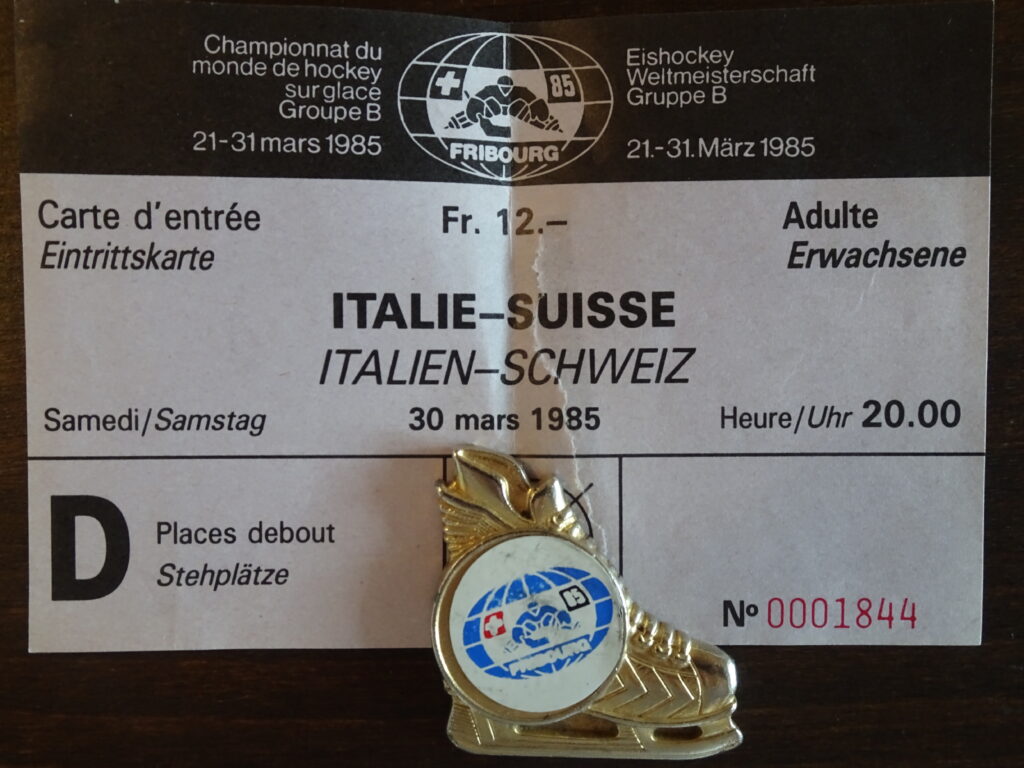 Championnat du
monde de hockey
sur glace
Groupe B
21-31 mars 1985
85
FRIBOURG
Eishockey
Weltmeisterschaft
Gruppe B
21.-31. März 1985
Carte d'entrée
Eintrittskarte
Fr. 12.–
Adulte
Erwachsene
ITALIE–SUISSE
ITALIEN–SCHWEIZ
Samedi/Samstag
30 mars 1985
Heure/Uhr 20.00
D
Places debout
Stehplätze
Nº 0001844
85
FRIBOURG